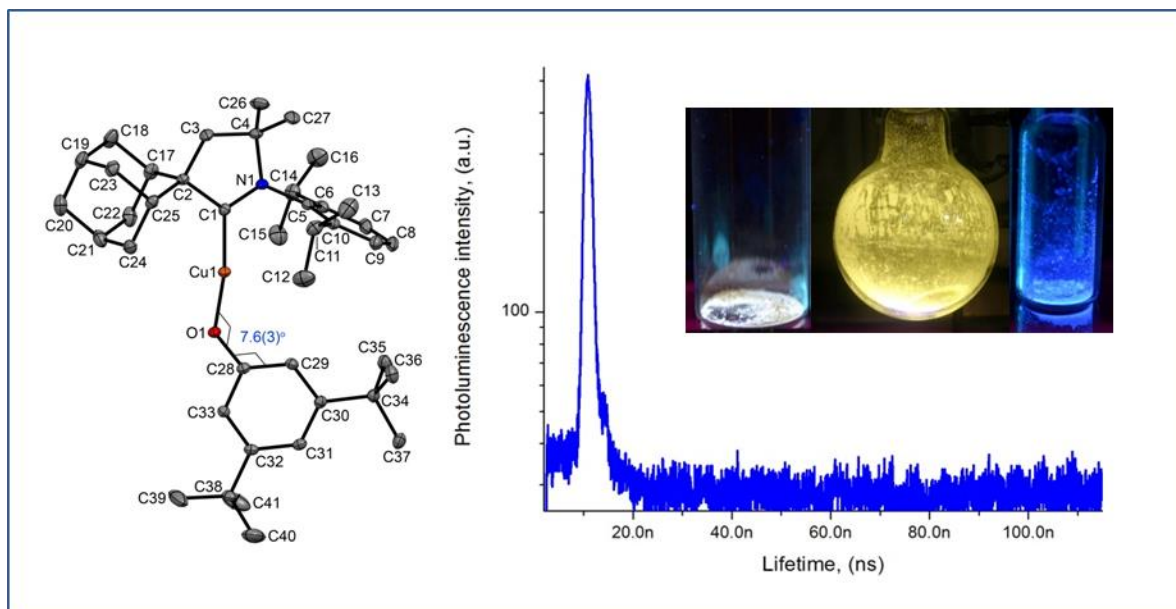 C26
C27
C3
C4
C18
C19
C17
C16
C23
N1
C14
C13
C2
C6
C7
C25
C1
C5
C22
C10
C8
C20
C15
C9
C21
C11
C24
C12
Cu1
O1
7.6(3)º
C35
C36
C29
C28
C30
C34
C33
C31
C32
C37
C38
C39
C41
C40
Photoluminescence intensity, (a.u.)
100
20.0n 40.0n 60.0n 80.0n 100.0n
Lifetime, (ns)